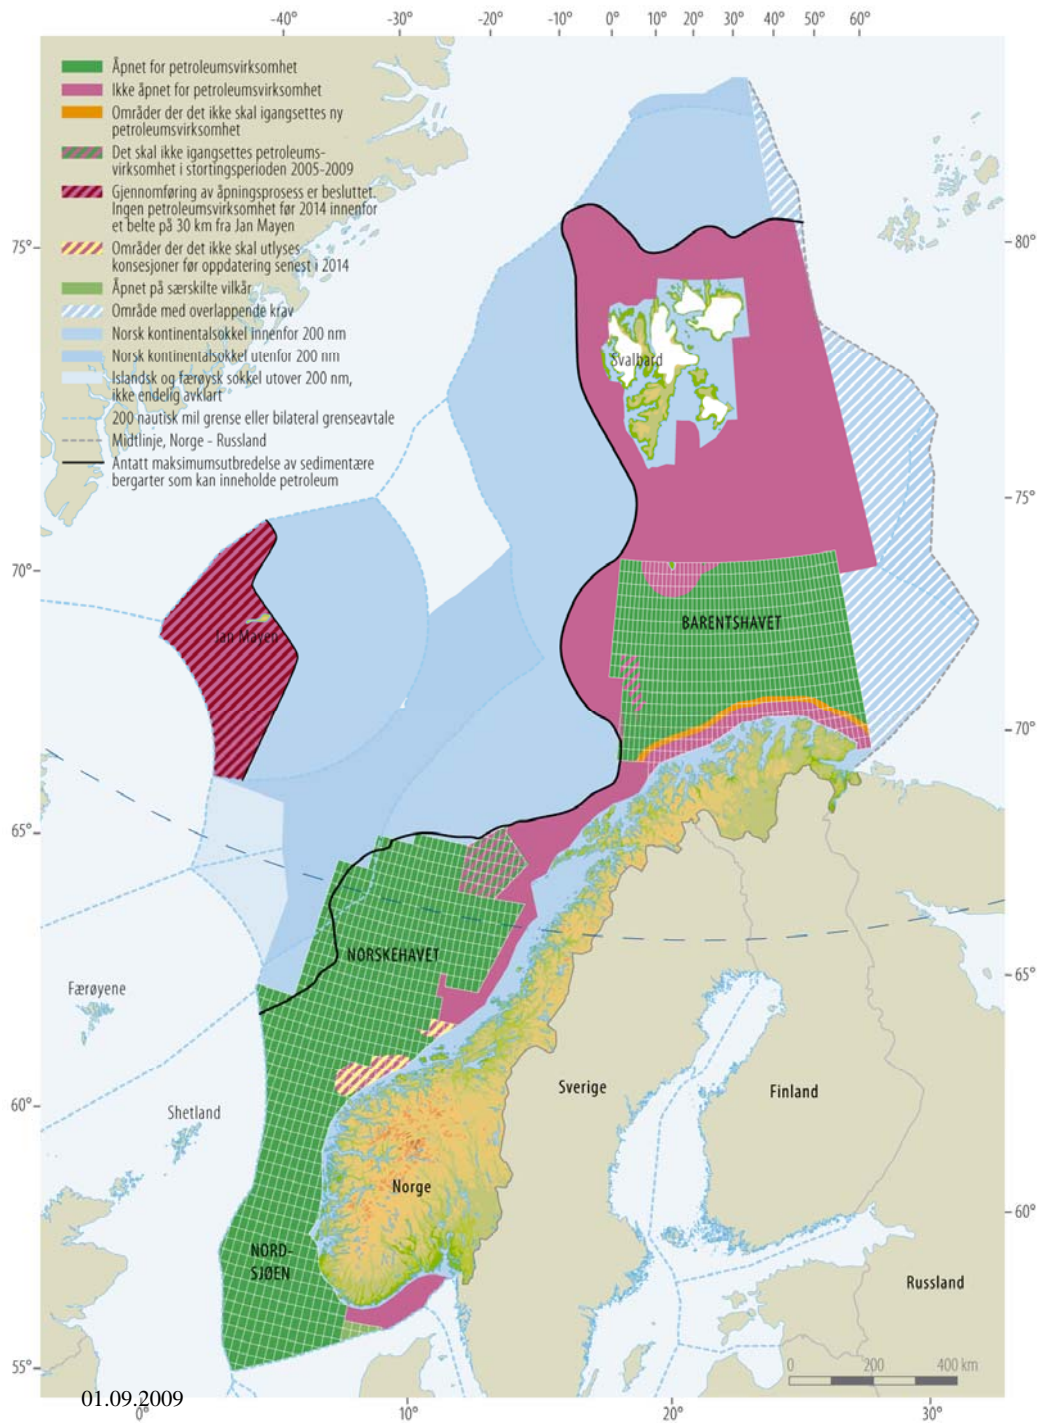 -40° -30° -20° -10° 0° 10° 20° 30° 40° 50° 60°
Åpnet for petroleumsvirksomhet
Ikke åpnet for petroleumsvirksomhet
Områder der det ikke skal igangsettes ny
petroleumsvirksomhet
Det skal ikke igangsettes petroleums-
virksomhet i stortingsperioden 2005-2009
Gjennomføring av åpningsprosess er besluttet.
Ingen petroleumsvirksomhet før 2014 innenfor
et belte på 30 km fra Jan Mayen
Områder der det ikke skal utlyses
konsesjoner før oppdatering senest i 2014
Åpnet på særskilte vilkår
Område med overlappende krav
Norsk kontinentalsokkel innenfor 200 nm
Norsk kontinentalsokkel utenfor 200 nm
Islandsk og færøysk sokkel utover 200 nm,
ikke endelig avklart
200 nautisk mil grense eller bilateral grenseavtale
Midtlinje, Norge - Russland
Antatt maksimumsutbredelse av sedimentære
bergarter som kan inneholde petroleum
75°
80°
Svalbard
75°
70°
BARENTSHAVET
Jan Mayen
70°
65°
NORSKEHAVET
65°
Færøyene
Sverige
Finland
60°
Shetland
Norge
60°
NORD-
SJØEN
Russland
0 200 400 km
55°
01.09.2009
0° 10° 20° 30°